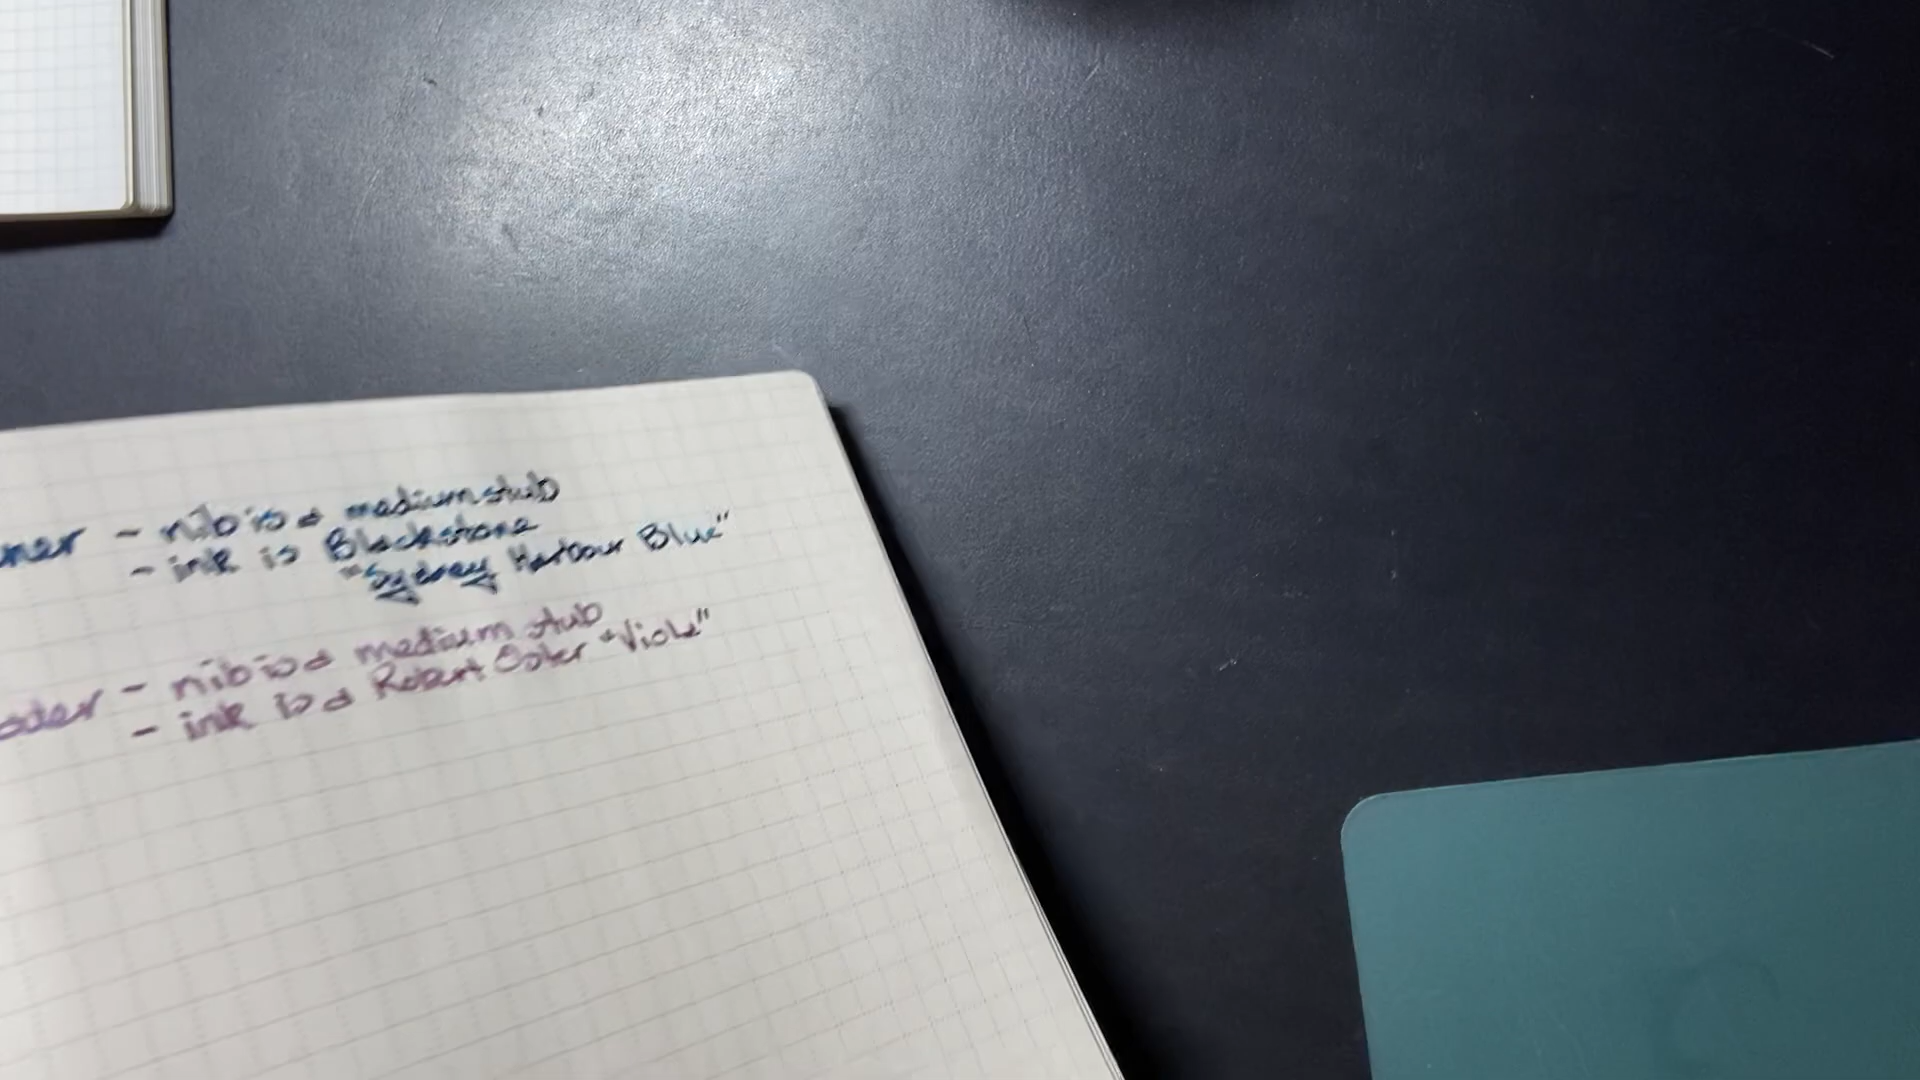 ner - nib is a medium stub
- ink is Blackstone
"Sydney Harbour Blue"
oster - nib is a medium stub
- ink is a Robert Oster "Viola"